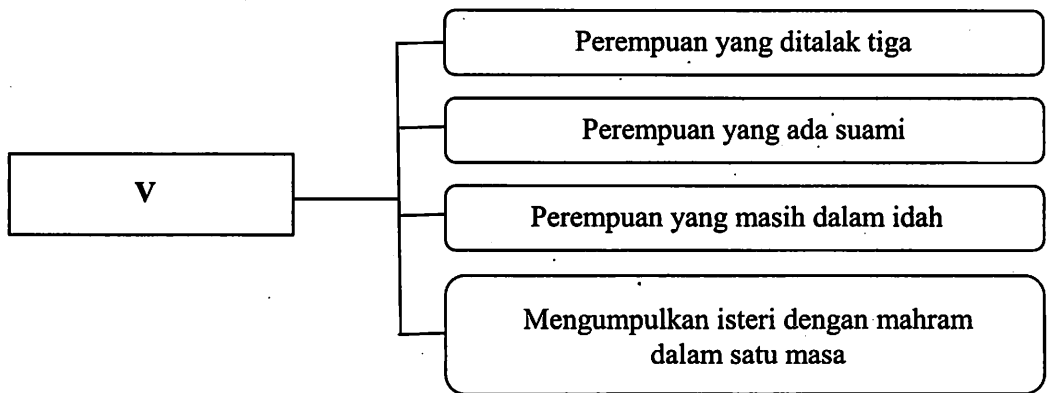 Perempuan yang ditalak tiga
Perempuan yang ada suami
V
Perempuan yang masih dalam idah
Mengumpulkan isteri dengan mahram
dalam satu masa